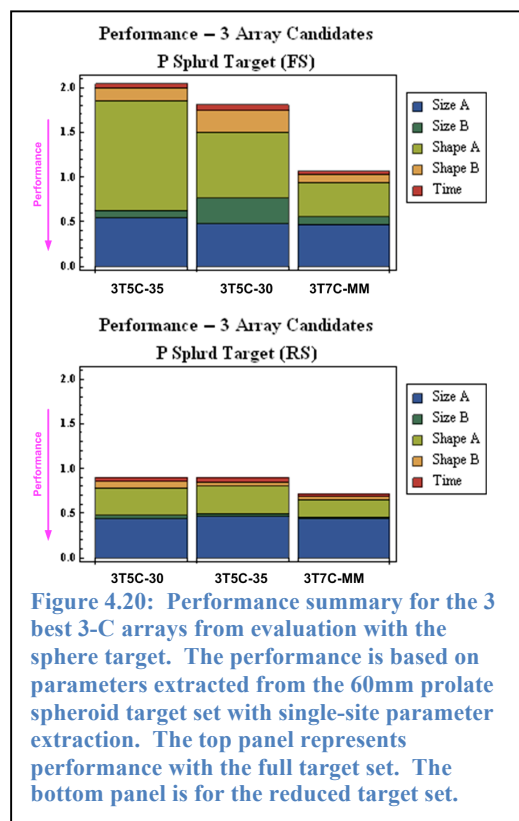 Performance – 3 Array Candidates
P Sphrd Target (FS)
2.0
1.5
1.0
0.5
0.0
Performance
Size A
Size B
Shape A
Shape B
Time
3T5C-35
3T5C-30
3T7C-MM
Performance – 3 Array Candidates
P Sphrd Target (RS)
2.0
1.5
1.0
0.5
0.0
Performance
Size A
Size B
Shape A
Shape B
Time
3T5C-30
3T5C-35
3T7C-MM
Figure 4.20: Performance summary for the 3
best 3-C arrays from evaluation with the
sphere target. The performance is based on
parameters extracted from the 60mm prolate
spheroid target set with single-site parameter
extraction. The top panel represents
performance with the full target set. The
bottom panel is for the reduced target set.